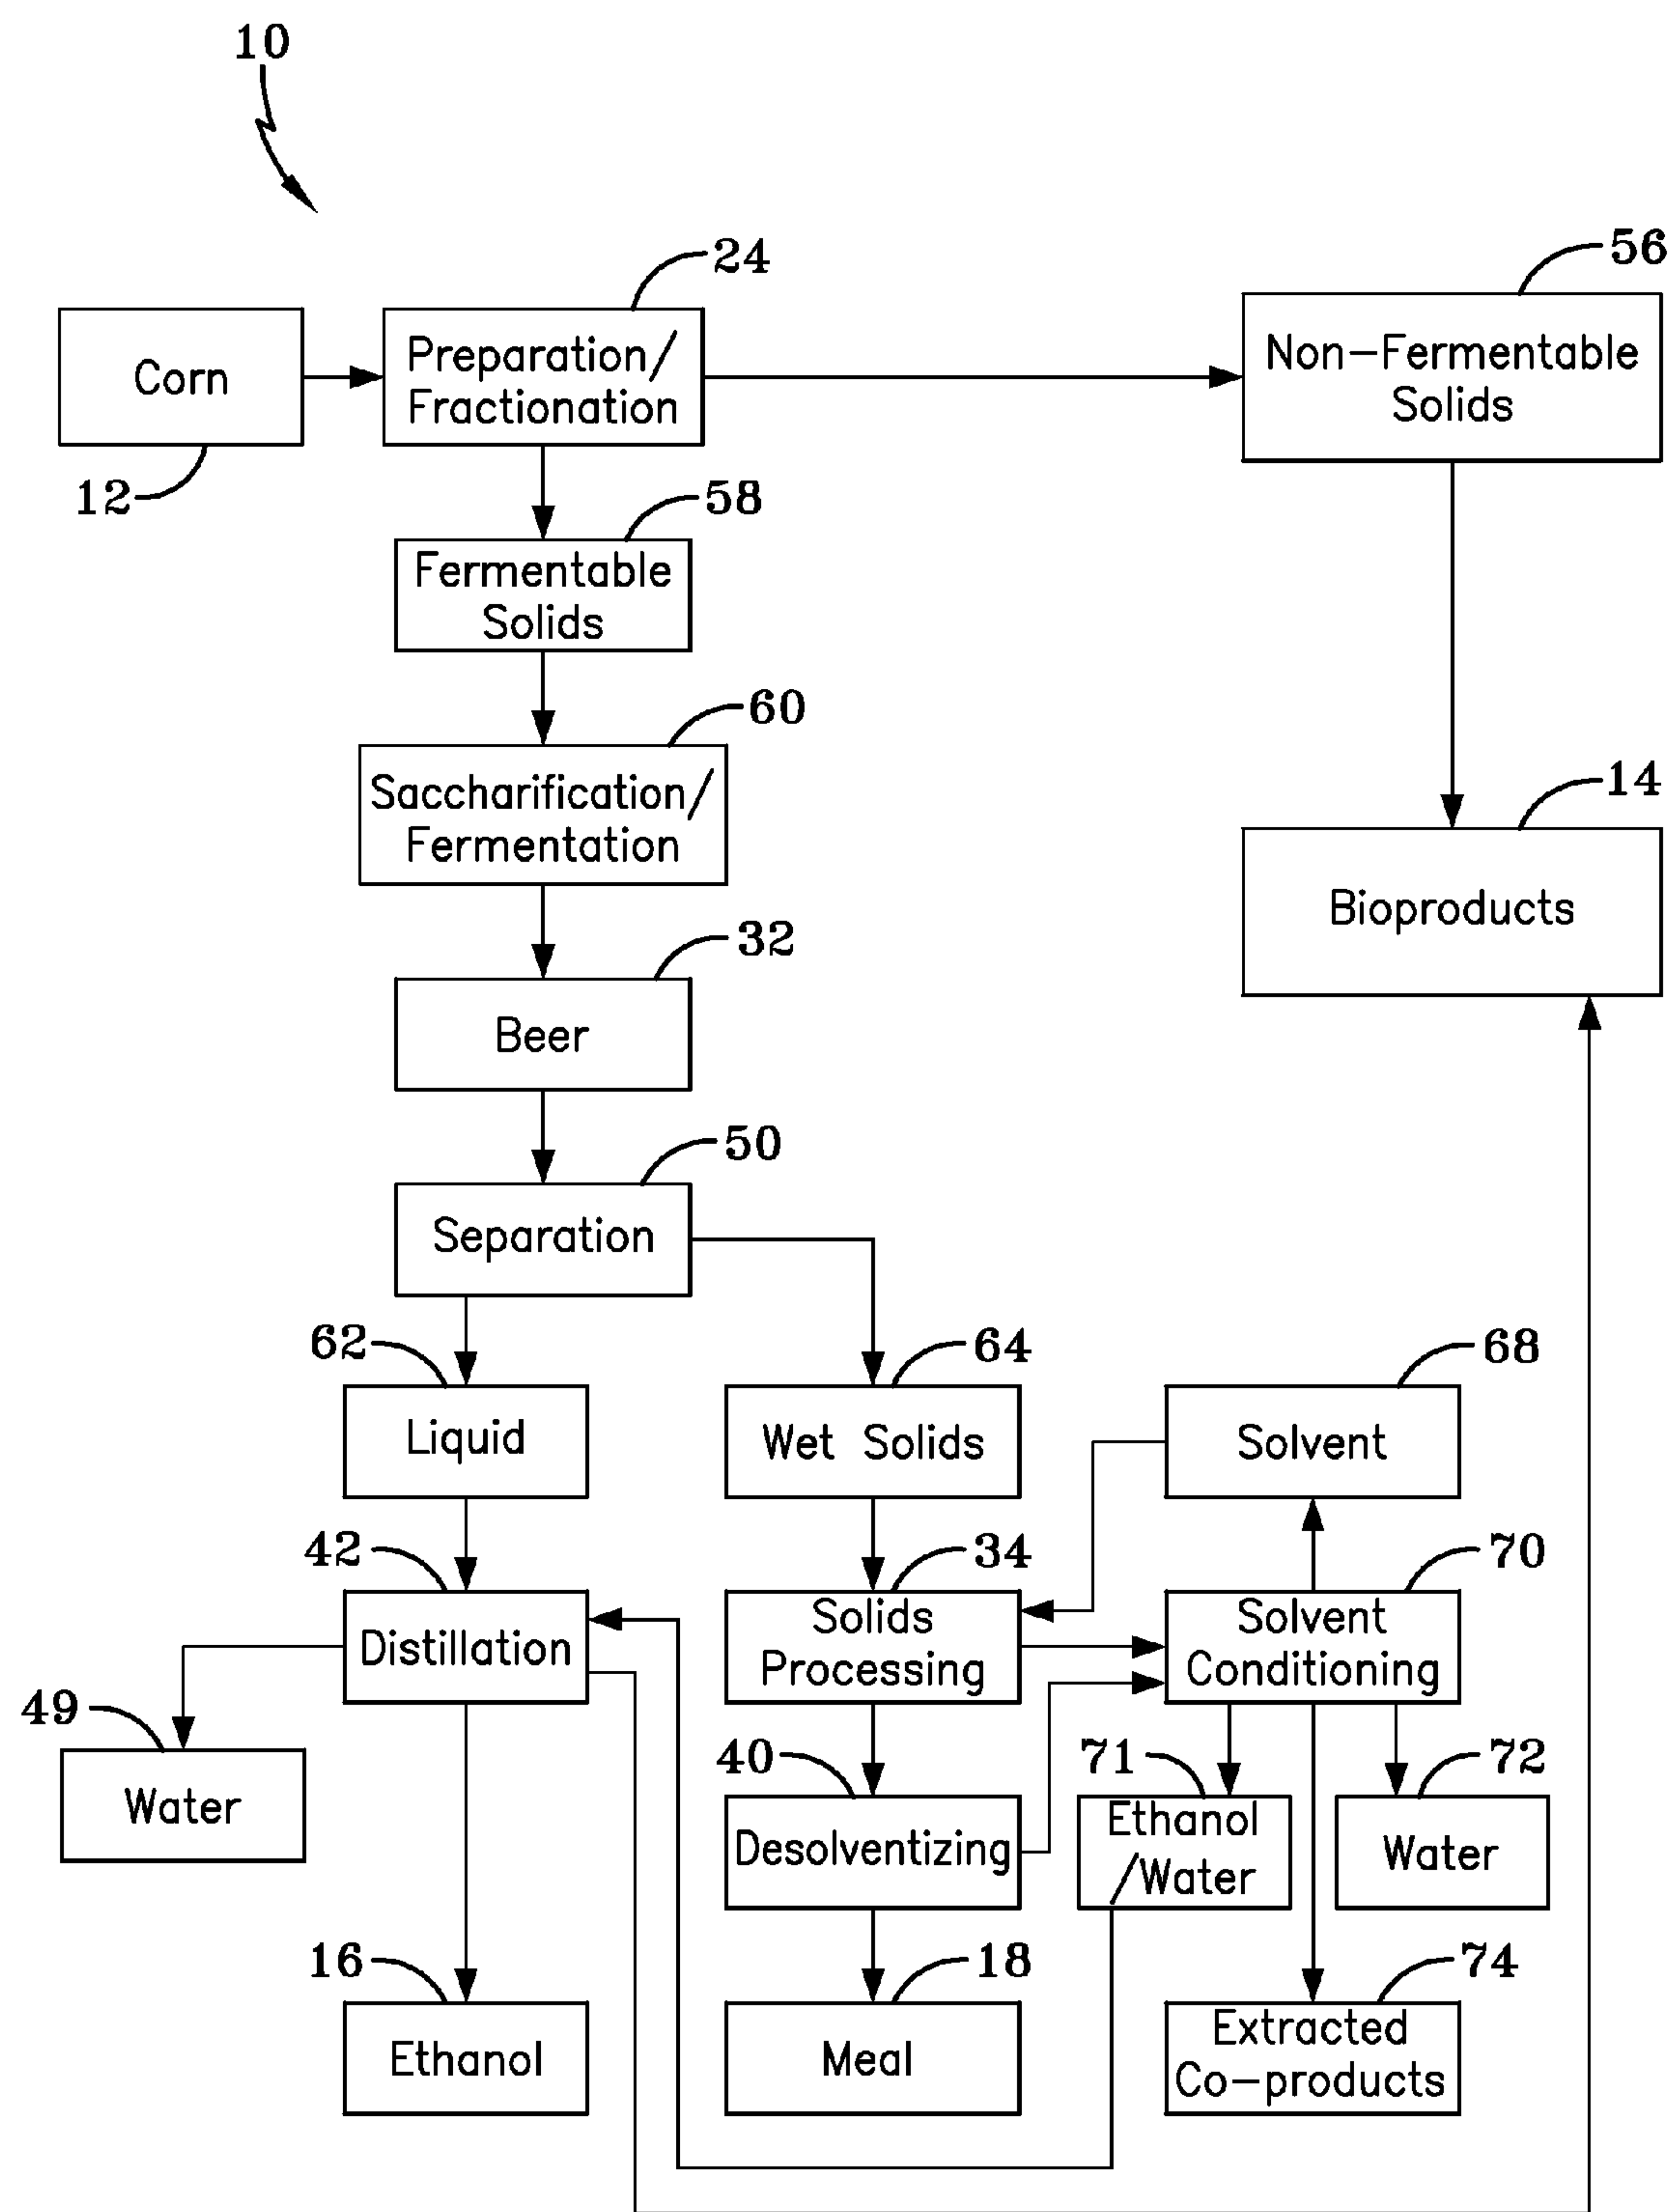 10
24
56
Corn
Preparation/
Fractionation
Non-Fermentable
Solids
12
58
Fermentable
Solids
60
14
Saccharification/
Fermentation
Bioproducts
32
Beer
50
Separation
62
64
68
Liquid
Wet Solids
Solvent
42
34
70
Distillation
Solids
Processing
Solvent
Conditioning
49
40
71
72
Water
Desolventizing
Ethanol
/Water
Water
16
18
74
Ethanol
Meal
Extracted
Co-products